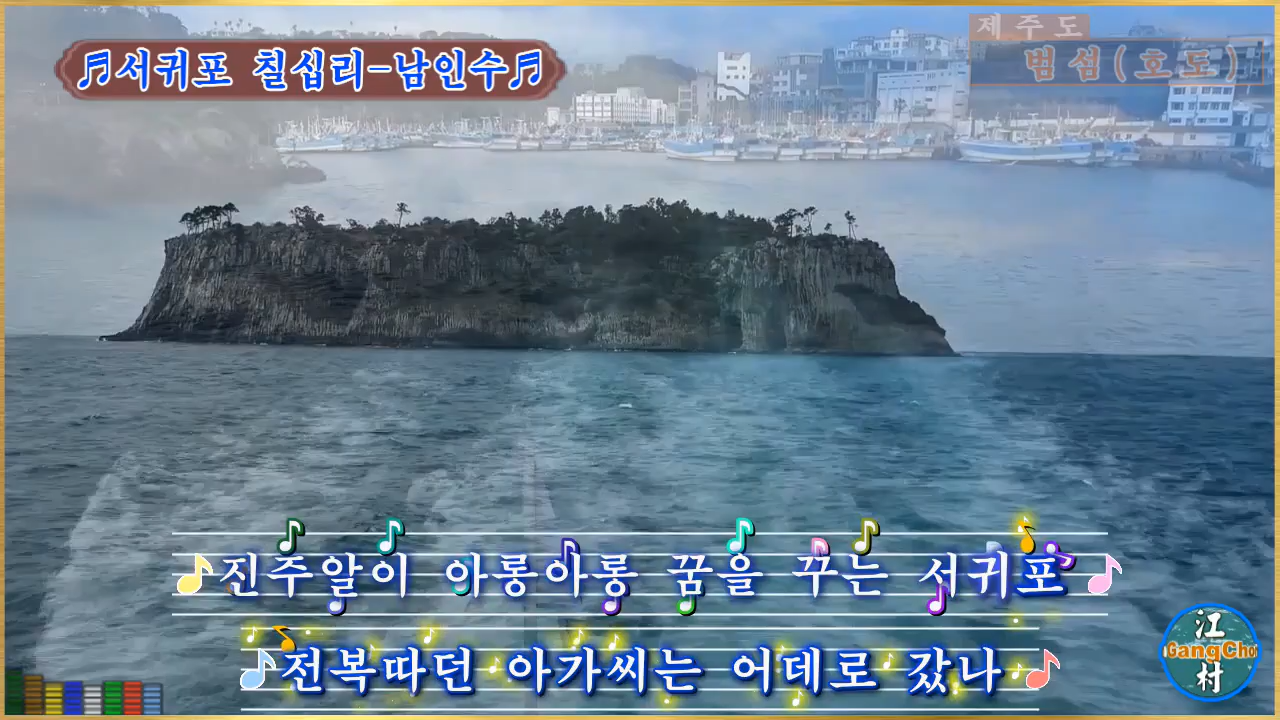 ♬서귀포 칠십리-남인수♬
제주도
범섬(호도)
진주알이 아롱아롱 꿈을 꾸는 서귀포
전복따던 아가씨는 어데로 갔나
江
GangChon
村